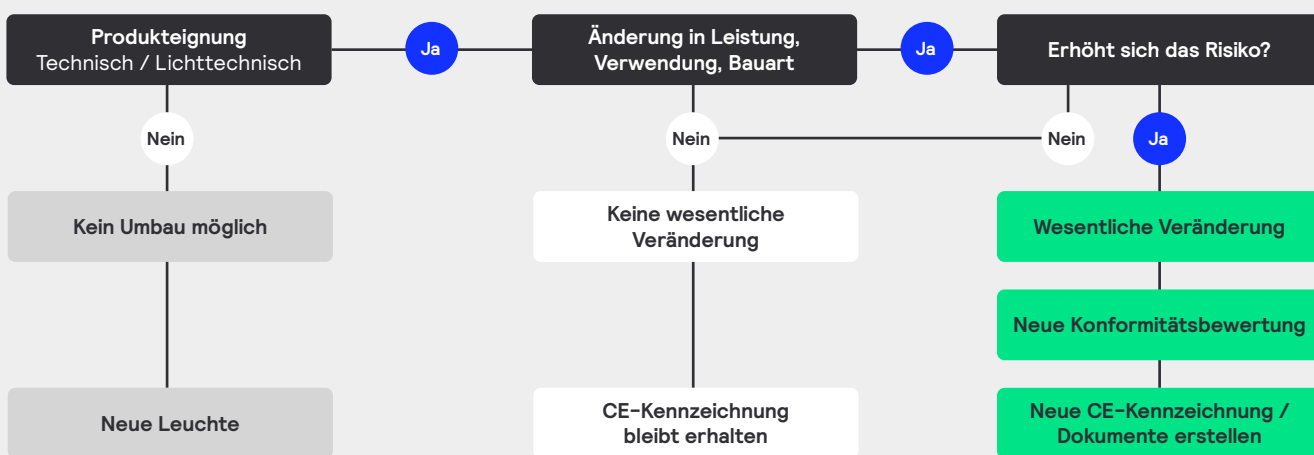 Produkteignung
Technisch / Lichttechnisch
Ja
Änderung in Leistung,
Verwendung, Bauart
Ja
Erhöht sich das Risiko?
Nein
Nein
Nein
Ja
Kein Umbau möglich
Keine wesentliche
Veränderung
Wesentliche Veränderung
Neue Konformitätsbewertung
Neue Leuchte
CE-Kennzeichnung
bleibt erhalten
Neue CE-Kennzeichnung /
Dokumente erstellen